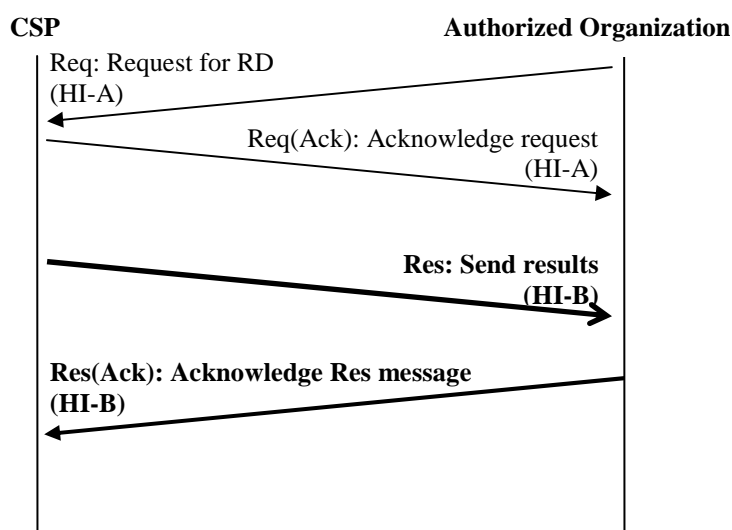 CSP
Authorized Organization
Req: Request for RD
(HI-A)
Req(Ack): Acknowledge request
(HI-A)
Res: Send results
(HI-B)
Res(Ack): Acknowledge Res message
(HI-B)